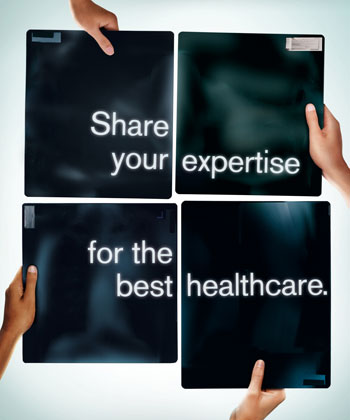 Share
your expertise
for the
best healthcare.